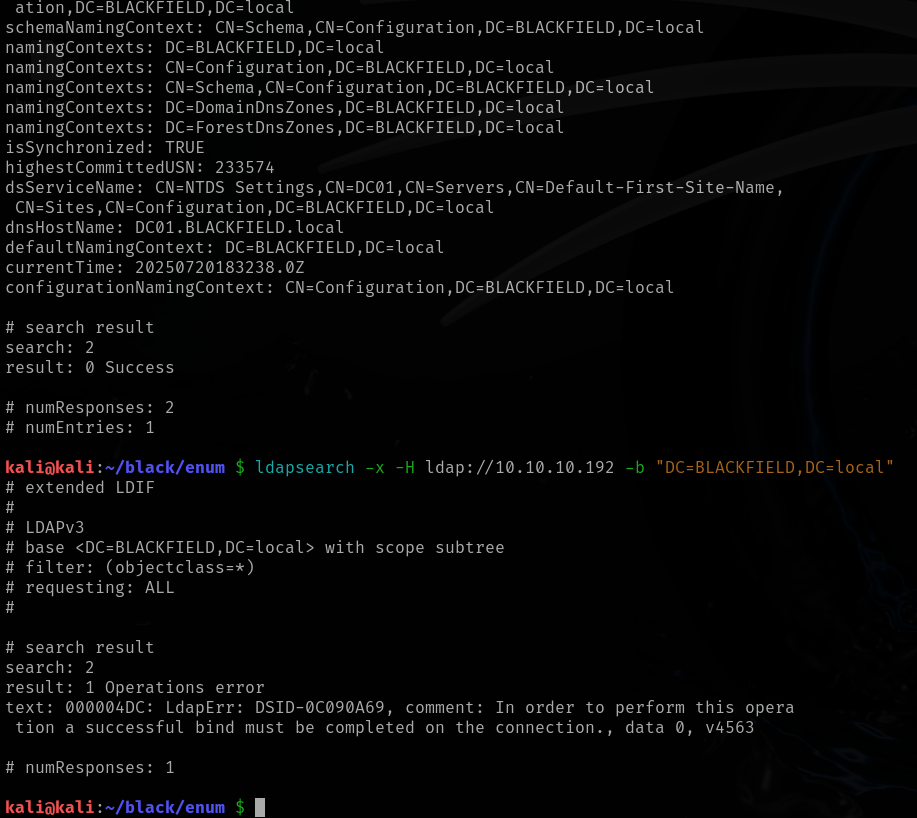 ation,DC=BLACKFIELD,DC=local
schemaNamingContext: CN=Schema,CN=Configuration,DC=BLACKFIELD,DC=local
namingContexts: DC=BLACKFIELD,DC=local
namingContexts: CN=Configuration,DC=BLACKFIELD,DC=local
namingContexts: CN=Schema,CN=Configuration,DC=BLACKFIELD,DC=local
namingContexts: DC=DomainDnsZones,DC=BLACKFIELD,DC=local
namingContexts: DC=ForestDnsZones,DC=BLACKFIELD,DC=local
isSynchronized: TRUE
highestCommittedUSN: 233574
dsServiceName: CN=NTDS Settings,CN=DC01,CN=Servers,CN=Default-First-Site-Name,
 CN=Sites,CN=Configuration,DC=BLACKFIELD,DC=local
dnsHostName: DC01.BLACKFIELD.local
defaultNamingContext: DC=BLACKFIELD,DC=local
currentTime: 20250720183238.0Z
configurationNamingContext: CN=Configuration,DC=BLACKFIELD,DC=local

# search result
search: 2
result: 0 Success

# numResponses: 2
# numEntries: 1

kali@kali:~/black/enum $ ldapsearch -x -H ldap://10.10.10.192 -b "DC=BLACKFIELD,DC=local"
# extended LDIF
#
# LDAPv3
# base <DC=BLACKFIELD,DC=local> with scope subtree
# filter: (objectclass=*)
# requesting: ALL
#

# search result
search: 2
result: 1 Operations error
text: 000004DC: LdapErr: DSID-0C090A69, comment: In order to perform this opera
 tion a successful bind must be completed on the connection., data 0, v4563

# numResponses: 1

kali@kali:~/black/enum $